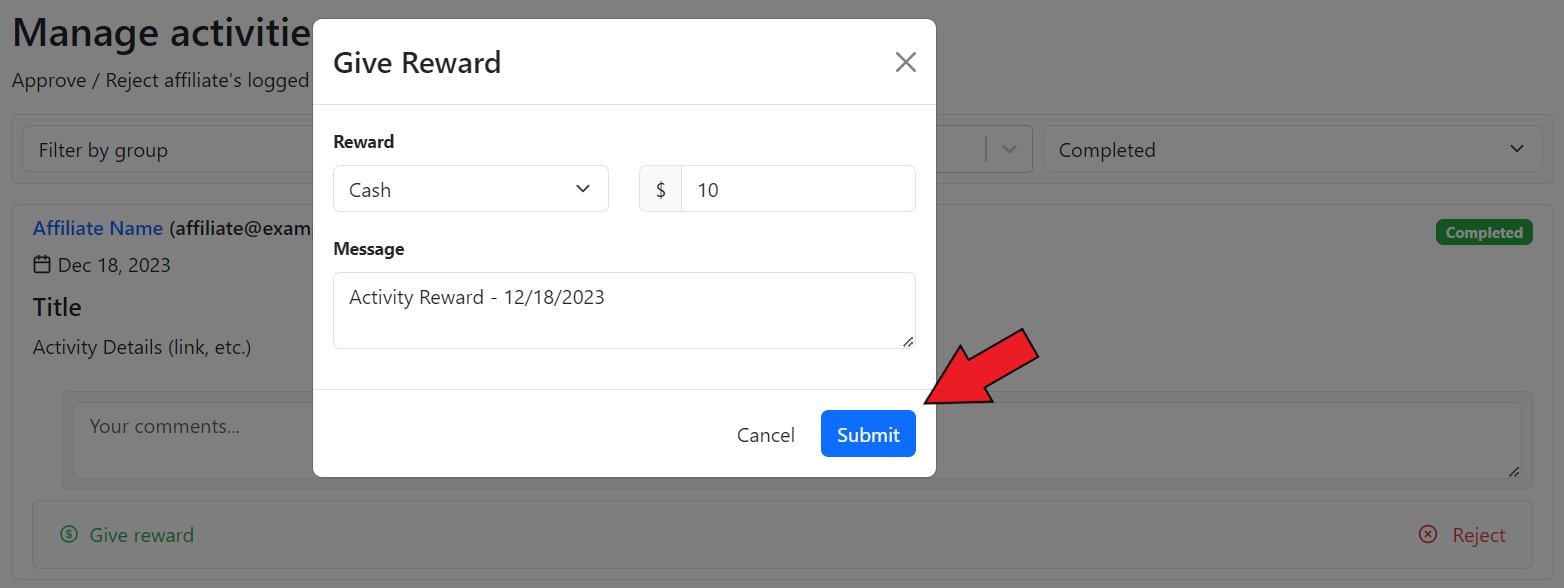 Manage activitie
Approve / Reject affiliate's logged
Filter by group
Completed
Affiliate Name (affiliate@exam
Completed
Dec 18, 2023
Title
Activity Details (link, etc.)
Your comments...
$ Give reward
Reject
Give Reward
Reward
Cash
$ 10
Message
Activity Reward - 12/18/2023
Cancel
Submit